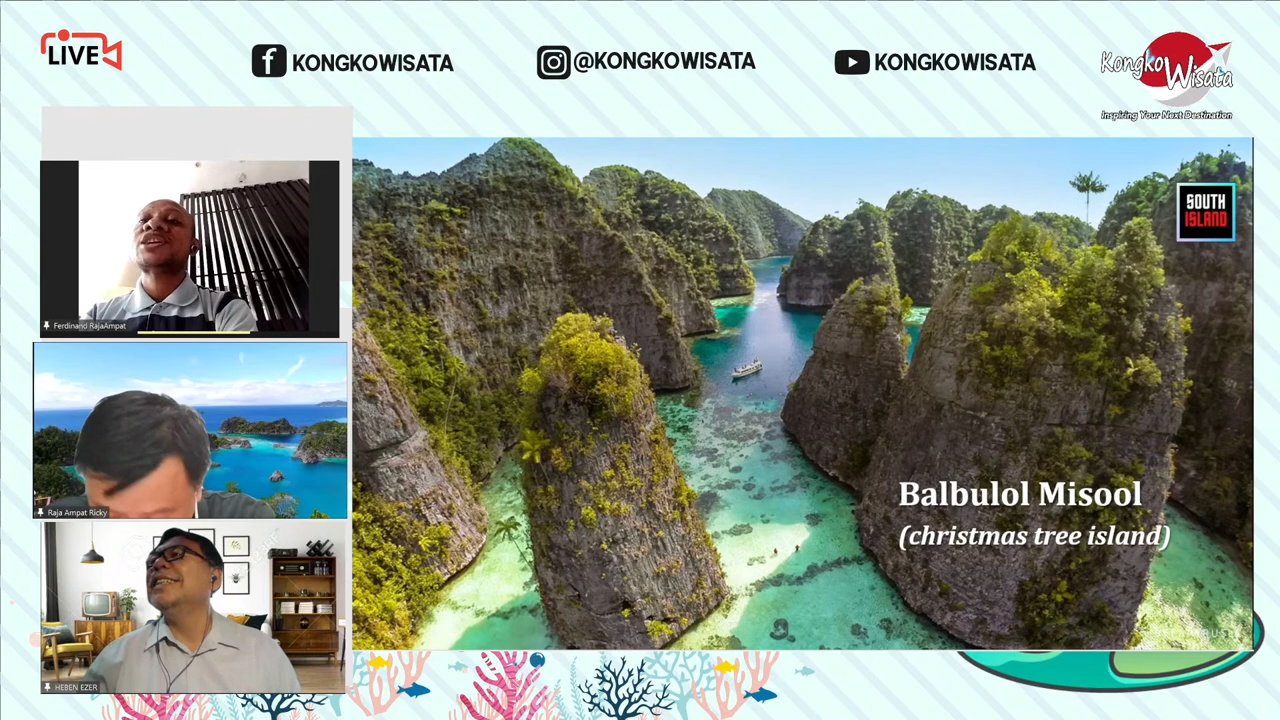 LIVE
KONGKOWISATA
@KONGKOWISATA
KONGKOWISATA
Kongko Wisata
Inspiring Your Next Destination
SOUTH
ISLAND
Ferdinand RajaAmpat
Raja Ampat Ricky
HEBEN EZER
Balbulol Misool
(christmas tree island)